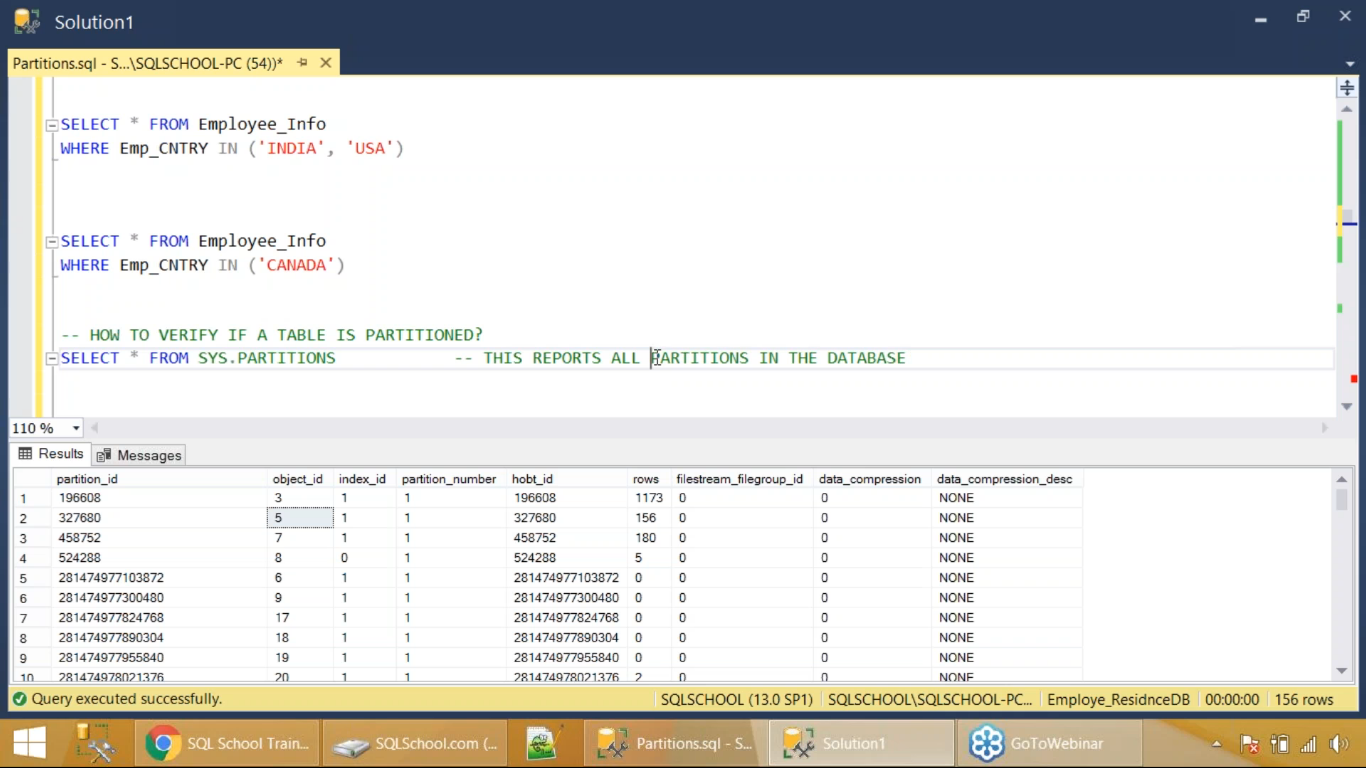 Solution1
Partitions.sql - S...\SQLSCHOOL-PC (54))*
SELECT * FROM Employee_Info
WHERE Emp_CNTRY IN ('INDIA', 'USA')
SELECT * FROM Employee_Info
WHERE Emp_CNTRY IN ('CANADA')
-- HOW TO VERIFY IF A TABLE IS PARTITIONED?
SELECT * FROM SYS.PARTITIONS -- THIS REPORTS ALL PARTITIONS IN THE DATABASE
110 %
Results Messages
partition_id object_id index_id partition_number hobt_id rows filestream_filegroup_id data_compression data_compression_desc
1 196608 3 1 1 196608 1173 0 0 NONE
2 327680 5 1 1 327680 156 0 0 NONE
3 458752 7 1 1 458752 180 0 0 NONE
4 524288 8 0 1 524288 5 0 0 NONE
5 281474977103872 6 1 1 281474977103872 0 0 0 NONE
6 281474977300480 9 1 1 281474977300480 0 0 0 NONE
7 281474977824768 17 1 1 281474977824768 0 0 0 NONE
8 281474977890304 18 1 1 281474977890304 0 0 0 NONE
9 281474977955840 19 1 1 281474977955840 0 0 0 NONE
10 281474978021376 20 1 1 281474978021376 2 0 0 NONE
Query executed successfully. SQLSCHOOL (13.0 SP1) SQLSCHOOL\SQLSCHOOL-PC... Employe_ResidnceDB 00:00:00 156 rows
SQL School Train... SQLSchool.com (... Partitions.sql - S... Solution1 GoToWebinar